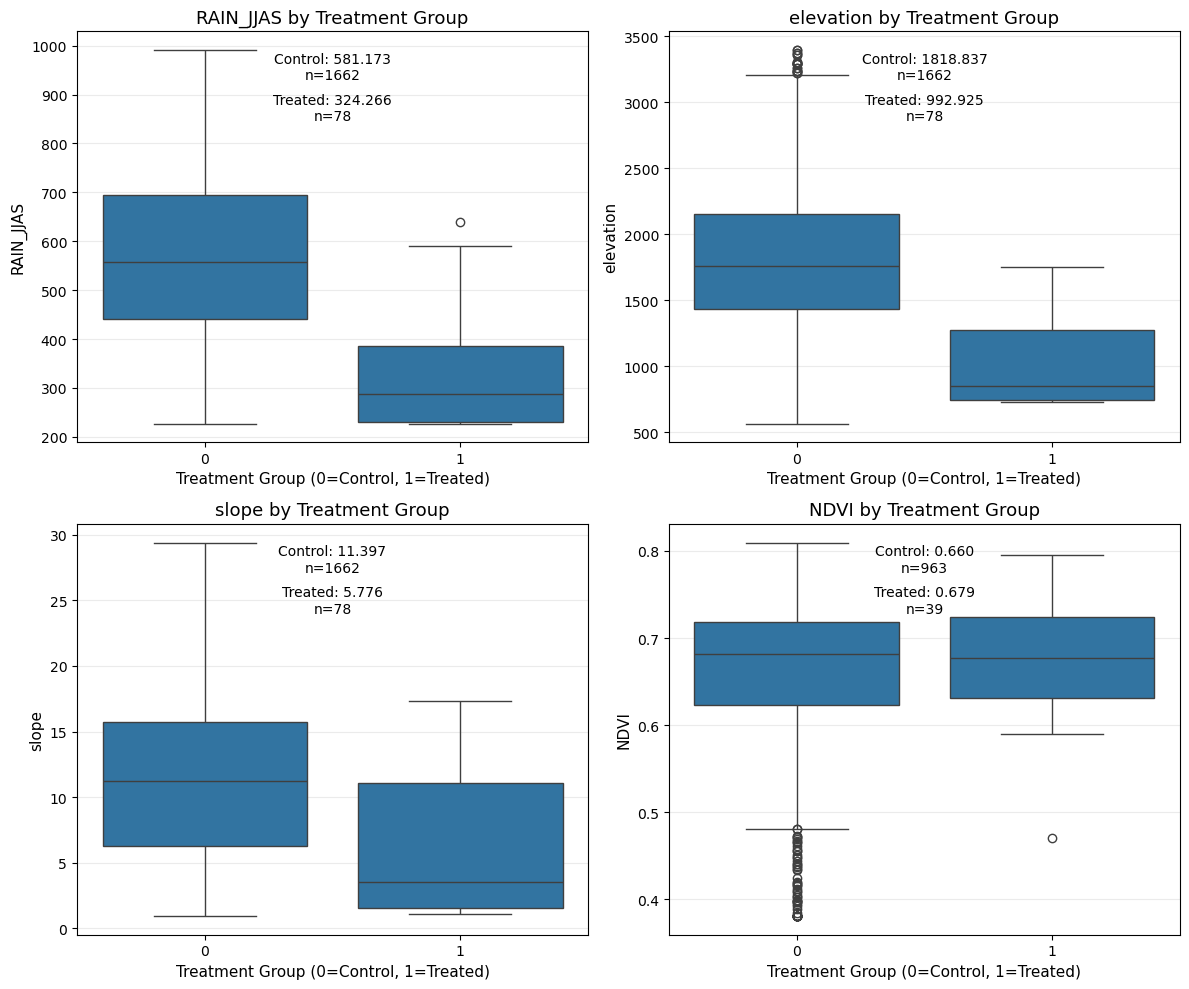 RAIN_JJAS by Treatment Group
Control: 581.173
n=1662
Treated: 324.266
n=78
RAIN_JJAS
1000
900
800
700
600
500
400
300
200
0
1
Treatment Group (0=Control, 1=Treated)
elevation by Treatment Group
Control: 1818.837
n=1662
Treated: 992.925
n=78
elevation
3500
3000
2500
2000
1500
1000
500
0
1
Treatment Group (0=Control, 1=Treated)
slope by Treatment Group
Control: 11.397
n=1662
Treated: 5.776
n=78
slope
30
25
20
15
10
5
0
0
1
Treatment Group (0=Control, 1=Treated)
NDVI by Treatment Group
Control: 0.660
n=963
Treated: 0.679
n=39
NDVI
0.8
0.7
0.6
0.5
0.4
0
1
Treatment Group (0=Control, 1=Treated)